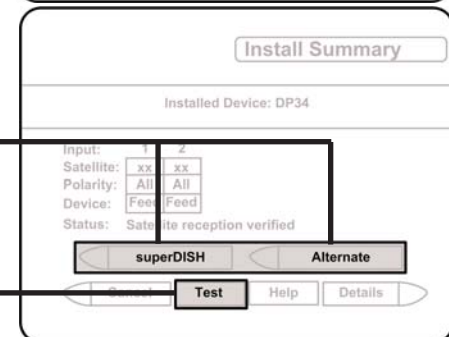 Install Summary
Installed Device: DP34
Input: 1 2
Satellite: xx xx
Polarity: All All
Device: Feed Feed
Status: Satellite reception verified
superDISH Alternate
Cancel Test Help Details